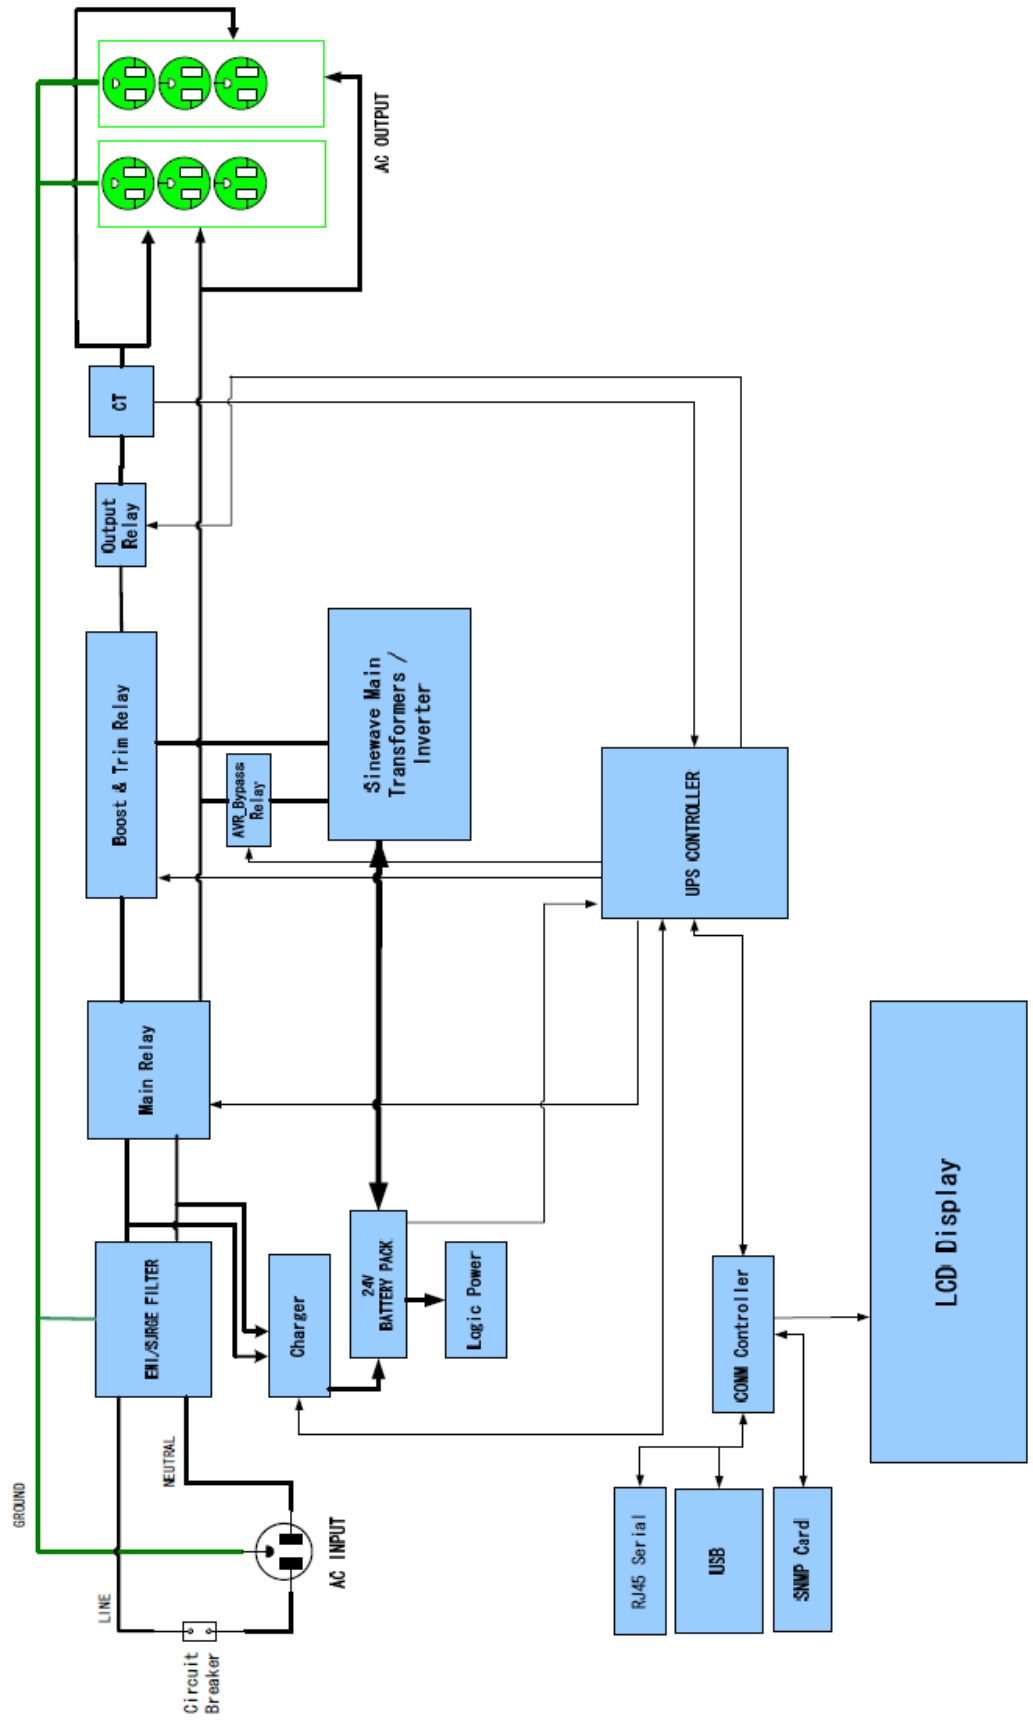 GROUND
LINE
NEUTRAL
Circuit
Breaker
AC INPUT
EMI/SURGE FILTER
Main Relay
Boost & Trim Relay
Output
Relay
CT
AC OUTPUT
Charger
24V
BATTERY PACK
Logic Power
AVR_Bypass
Relay
Sinewave Main
Transformers /
Inverter
UPS CONTROLLER
COMM Controller
RJ45 Serial
USB
SNMP Card
LCD Display